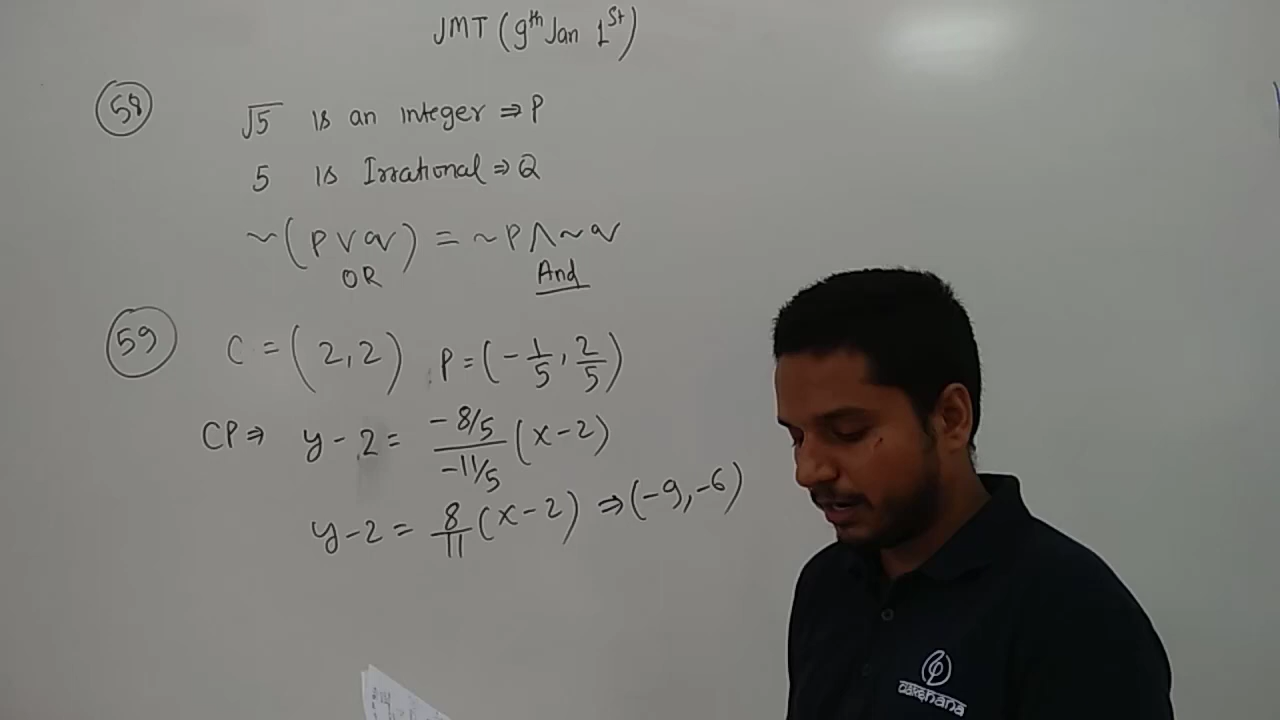 JMT (9th Jan 1st)
58
√5 is an integer ⇒ P
5 is Irrational ⇒ Q
~(P∨q) = ~P∧~q
OR And
59 C = (2,2) P = (-1/5, 2/5)
CP⇒ y-2 = (-8/5)/(-11/5) (x-2)
y-2 = 8/11 (x-2) ⇒ (-9,-6)